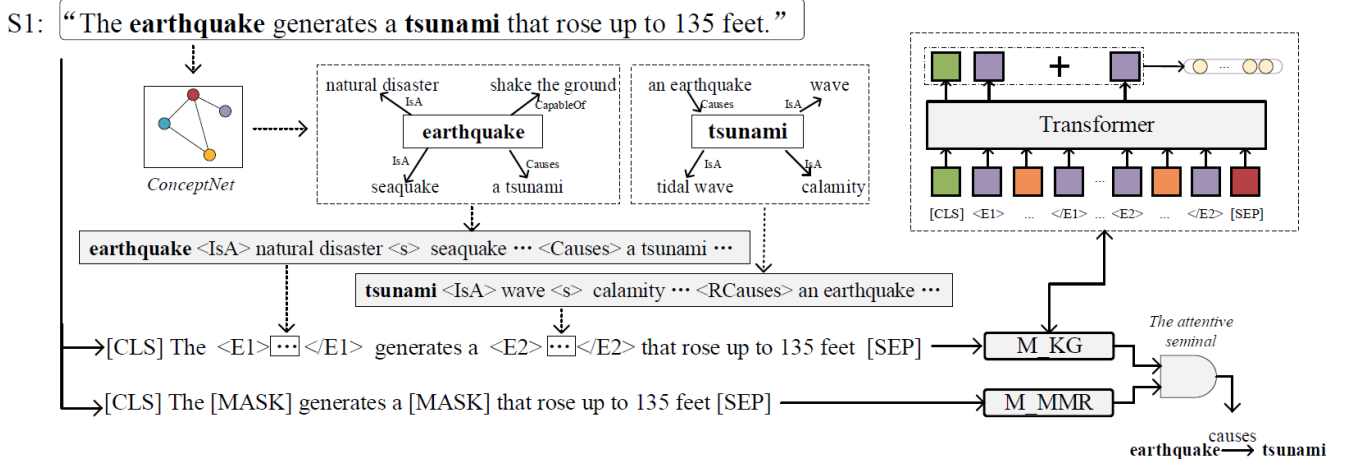 S1: “The earthquake generates a tsunami that rose up to 135 feet.”
ConceptNet
natural disaster
shake the ground
IsA
CapableOf
earthquake
IsA
Causes
seaquake
a tsunami
an earthquake
wave
Causes
IsA
tsunami
IsA
IsA
tidal wave
calamity
+
...
Transformer
...
[CLS] <E1> ... </E1> ... <E2> ... </E2> [SEP]
earthquake <IsA> natural disaster <s> seaquake ··· <Causes> a tsunami ···
tsunami <IsA> wave <s> calamity ··· <RCauses> an earthquake ···
[CLS] The <E1> ··· </E1> generates a <E2> ··· </E2> that rose up to 135 feet [SEP]
M_KG
The attentive
seminal
[CLS] The [MASK] generates a [MASK] that rose up to 135 feet [SEP]
M_MMR
causes
earthquake tsunami